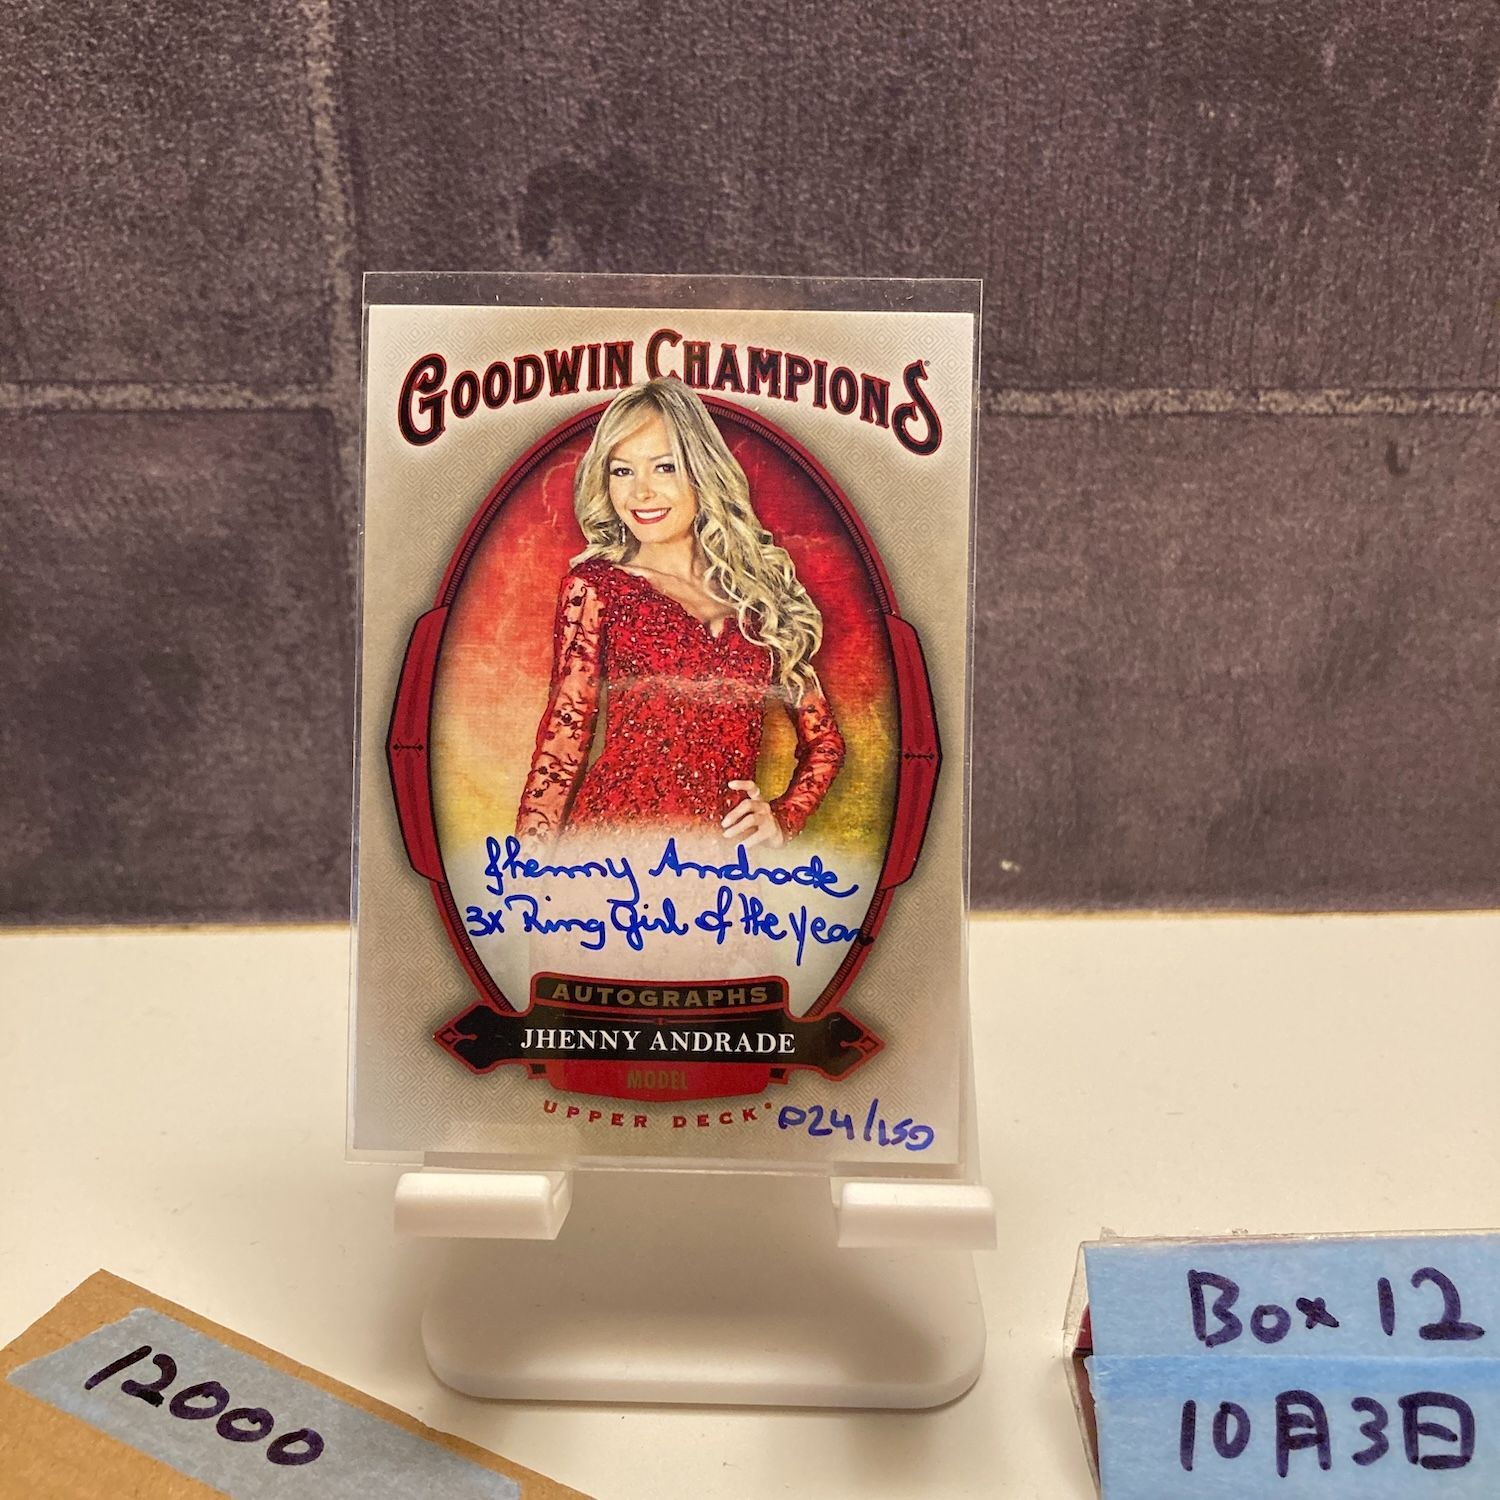 GOODWIN CHAMPIONS
Jhenny Andrade
3x Ring Girl of the Year
AUTOGRAPHS
JHENNY ANDRADE
MODEL
UPPER DECK
024/150
12000
Box 12
10月3日